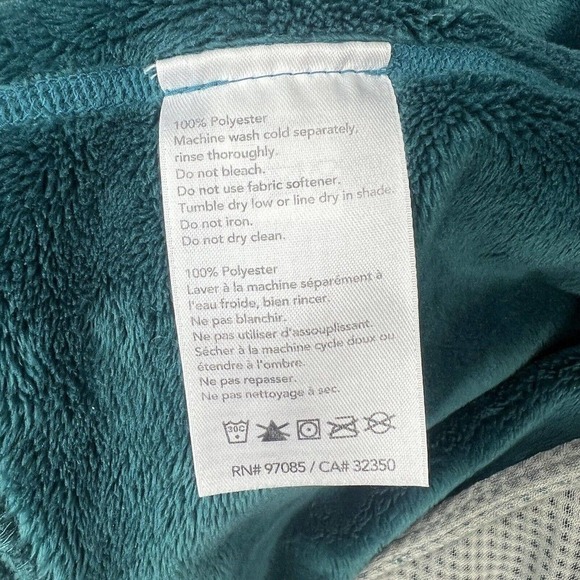 100% Polyester
Machine wash cold separately,
rinse thoroughly.
Do not bleach.
Do not use fabric softener.
Tumble dry low or line dry in shade.
Do not iron.
Do not dry clean.
100% Polyester
Laver à la machine séparément à
l'eau froide, bien rincer.
Ne pas blanchir.
Ne pas utiliser d'assouplissant.
Sécher à la machine cycle doux ou
étendre à l'ombre.
Ne pas repasser.
Ne pas nettoyage à sec.
30C
RN# 97085 / CA# 32350